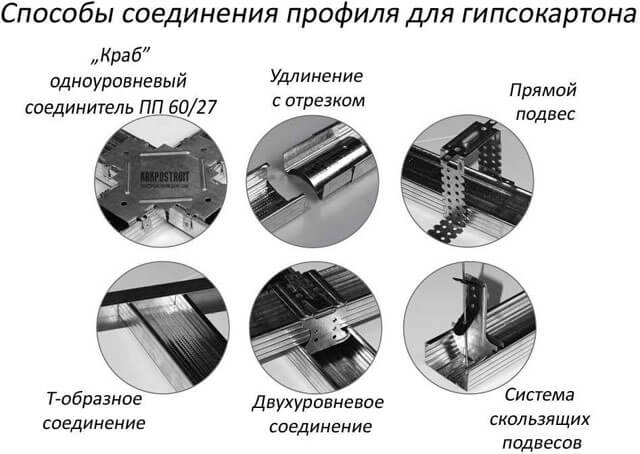 Способы соединения профиля для гипсокартона
„Краб”
одноуровневый
соединитель ПП 60/27
Удлинение
с отрезком
Прямой
подвес
KAKPOSTROIT
Т-образное
соединение
Двухуровневое
соединение
Система
скользящих
подвесов